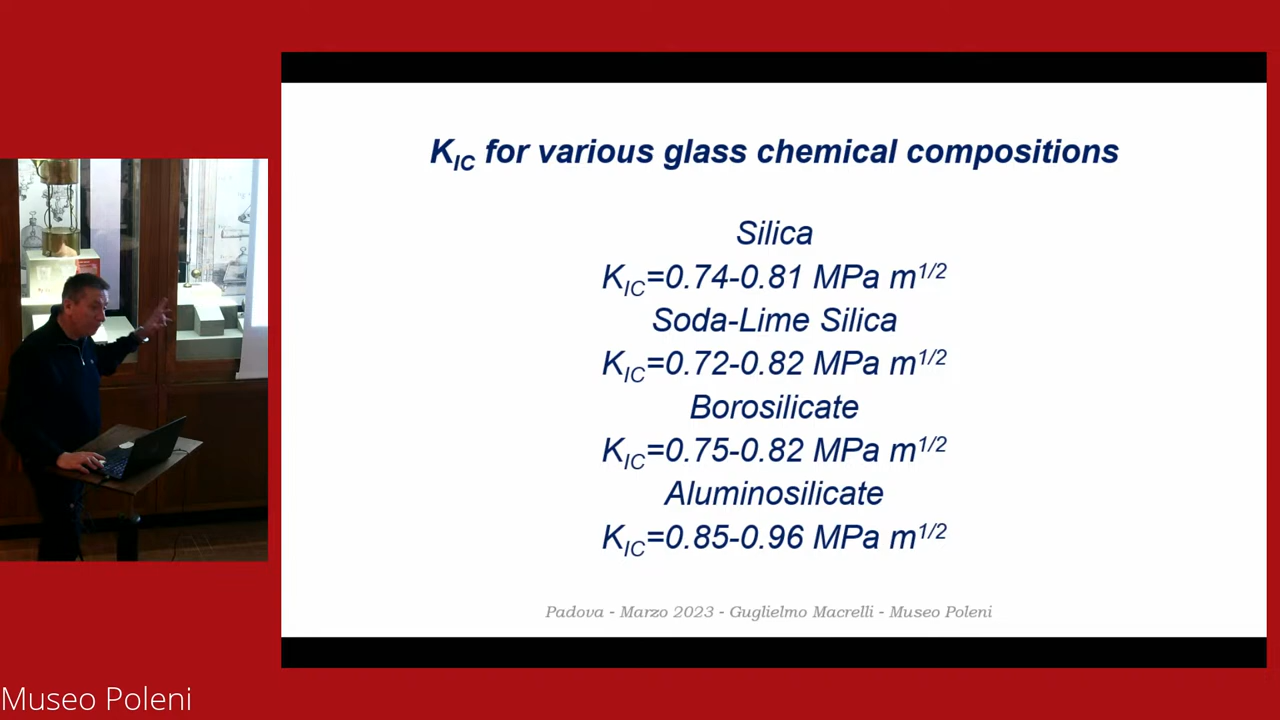 K_IC for various glass chemical compositions
Silica
K_IC=0.74-0.81 MPa m^1/2
Soda-Lime Silica
K_IC=0.72-0.82 MPa m^1/2
Borosilicate
K_IC=0.75-0.82 MPa m^1/2
Aluminosilicate
K_IC=0.85-0.96 MPa m^1/2
Padova - Marzo 2023 - Guglielmo Macrelli - Museo Poleni
Museo Poleni